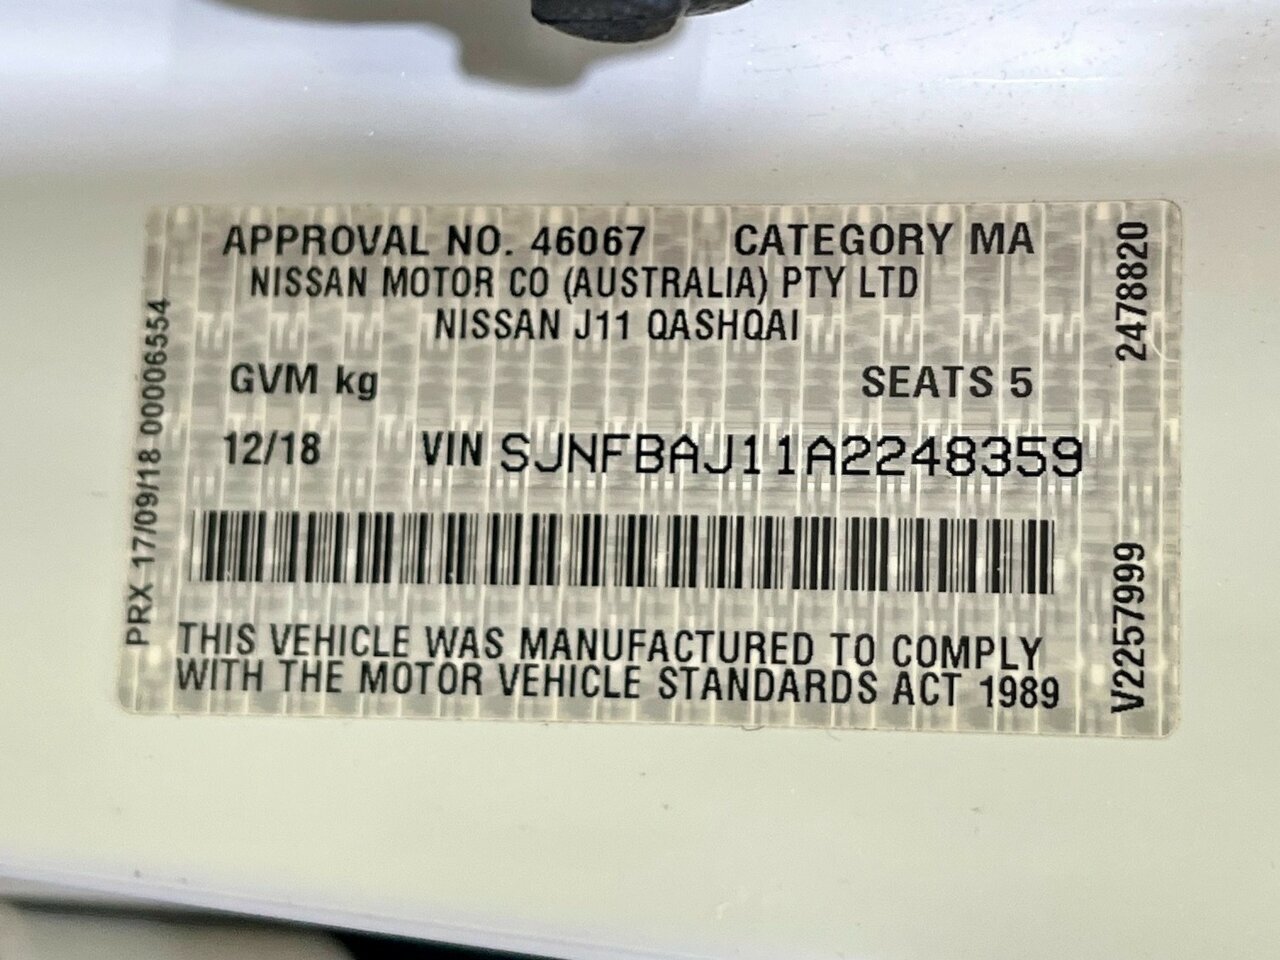 APPROVAL NO. 46067 CATEGORY MA
NISSAN MOTOR CO (AUSTRALIA) PTY LTD
NISSAN J11 QASHQAI
GVM kg SEATS 5
12/18 VIN SJNFBAJ11A2248359
THIS VEHICLE WAS MANUFACTURED TO COMPLY
WITH THE MOTOR VEHICLE STANDARDS ACT 1989
PRX 17/09/18 00006554
V2257999 2478820